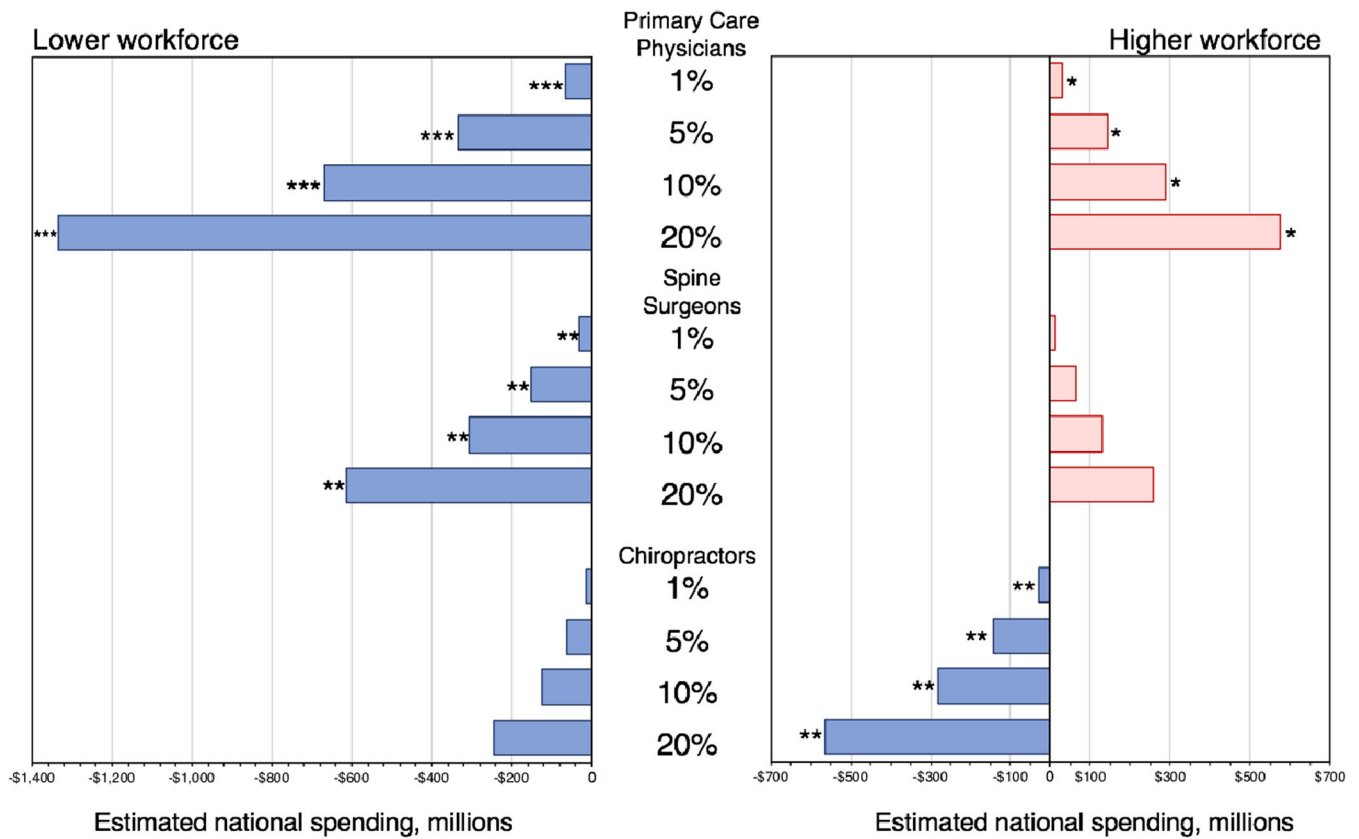 Lower workforce
Primary Care
Physicians
Higher workforce
*** 1% *
*** 5% *
*** 10% *
*** 20% *
Spine
Surgeons
** 1%
** 5%
** 10%
** 20%
Chiropractors
1% **
5% **
10% **
20% **
-$1,400 -$1,200 -$1,000 -$800 -$600 -$400 -$200 0
-$700 -$500 -$300 -$100 0 $100 $300 $500 $700
Estimated national spending, millions
Estimated national spending, millions